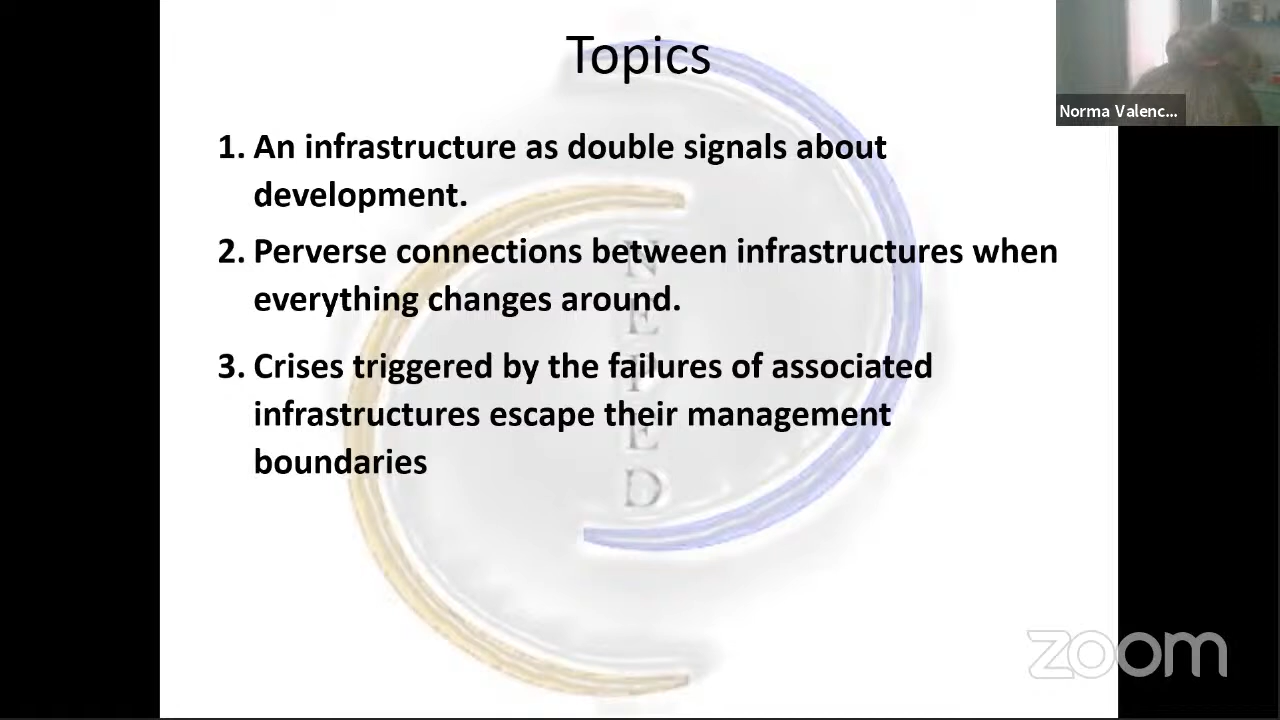 Topics
Norma Valenc...
1. An infrastructure as double signals about
development.
2. Perverse connections between infrastructures when
everything changes around.
3. Crises triggered by the failures of associated
infrastructures escape their management
boundaries
N
E
P
E
D
zoom